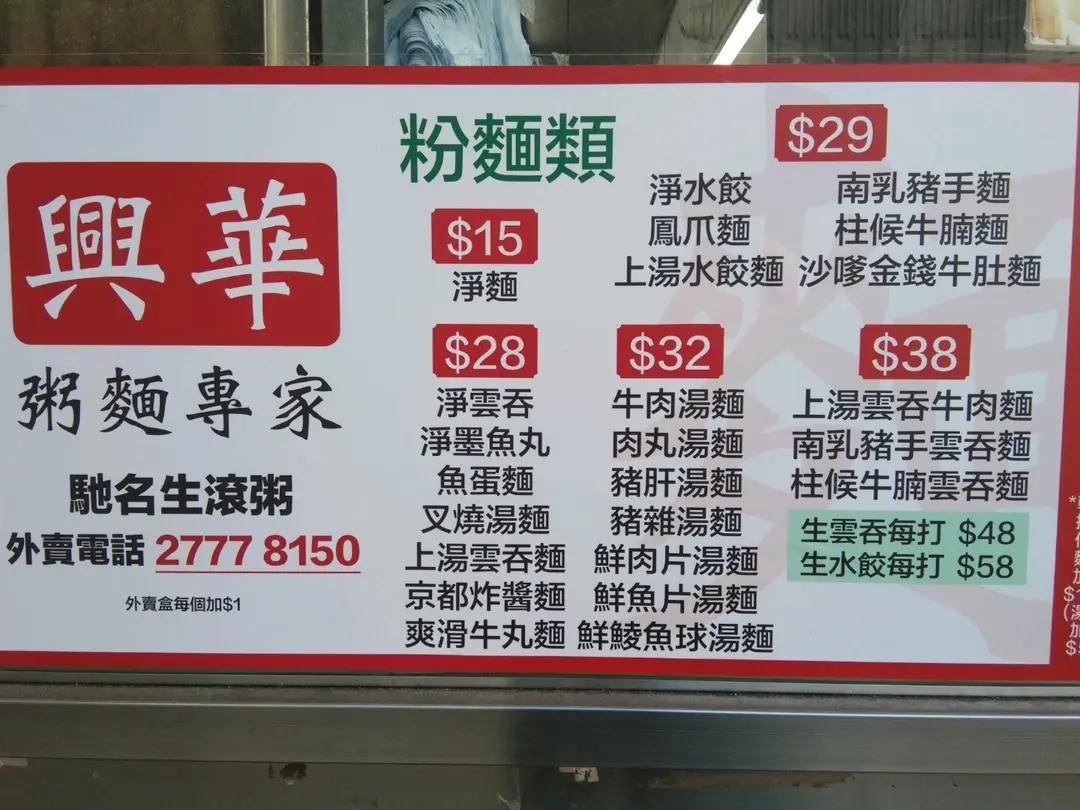 興華
粥麵專家
馳名生滾粥
外賣電話 2777 8150
外賣盒每個加$1
粉麵類
$15
淨麵
$28
淨雲吞
淨墨魚丸
魚蛋麵
叉燒湯麵
上湯雲吞麵
京都炸醬麵
爽滑牛丸麵
$29
淨水餃
鳳爪麵
上湯水餃麵
南乳豬手麵
柱候牛腩麵
沙嗲金錢牛肚麵
$32
牛肉湯麵
肉丸湯麵
豬肝湯麵
豬雜湯麵
鮮肉片湯麵
鮮魚片湯麵
鮮鯪魚球湯麵
$38
上湯雲吞牛肉麵
南乳豬手雲吞麵
柱候牛腩雲吞麵
生雲吞每打 $48
生水餃每打 $58